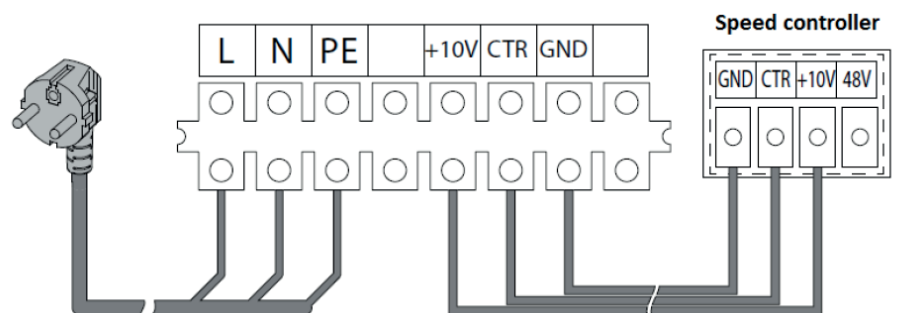 Speed controller
L N PE +10V CTR GND
GND CTR +10V 48V